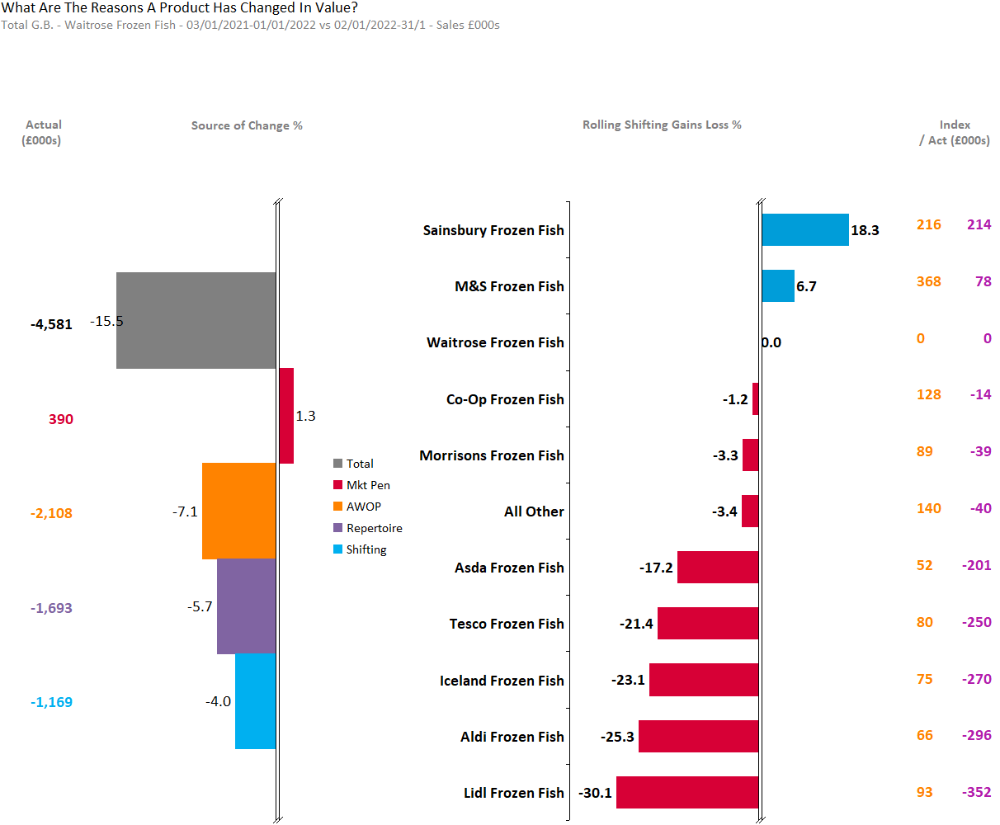 What Are The Reasons A Product Has Changed In Value?
Total G.B. - Waitrose Frozen Fish - 03/01/2021-01/01/2022 vs 02/01/2022-31/1 - Sales £000s
Actual
(£000s)
Source of Change %
Rolling Shifting Gains Loss %
Index
/ Act (£000s)
-4,581
-15.5
390
1.3
-2,108
-7.1
-1,693
-5.7
-1,169
-4.0
Total
Mkt Pen
AWOP
Repertoire
Shifting
Sainsbury Frozen Fish 18.3 216 214
M&S Frozen Fish 6.7 368 78
Waitrose Frozen Fish 0.0 0 0
Co-Op Frozen Fish -1.2 128 -14
Morrisons Frozen Fish -3.3 89 -39
All Other -3.4 140 -40
Asda Frozen Fish -17.2 52 -201
Tesco Frozen Fish -21.4 80 -250
Iceland Frozen Fish -23.1 75 -270
Aldi Frozen Fish -25.3 66 -296
Lidl Frozen Fish -30.1 93 -352